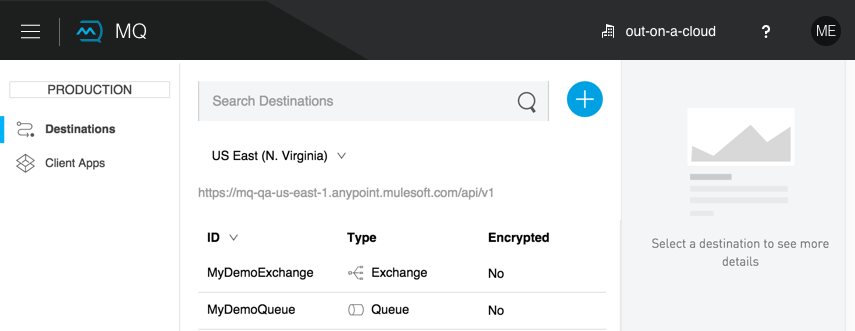 MQ
out-on-a-cloud
?
ME
PRODUCTION
Destinations
Client Apps
Search Destinations
US East (N. Virginia)
https://mq-qa-us-east-1.anypoint.mulesoft.com/api/v1
ID Type Encrypted
MyDemoExchange Exchange No
MyDemoQueue Queue No
Select a destination to see more
details